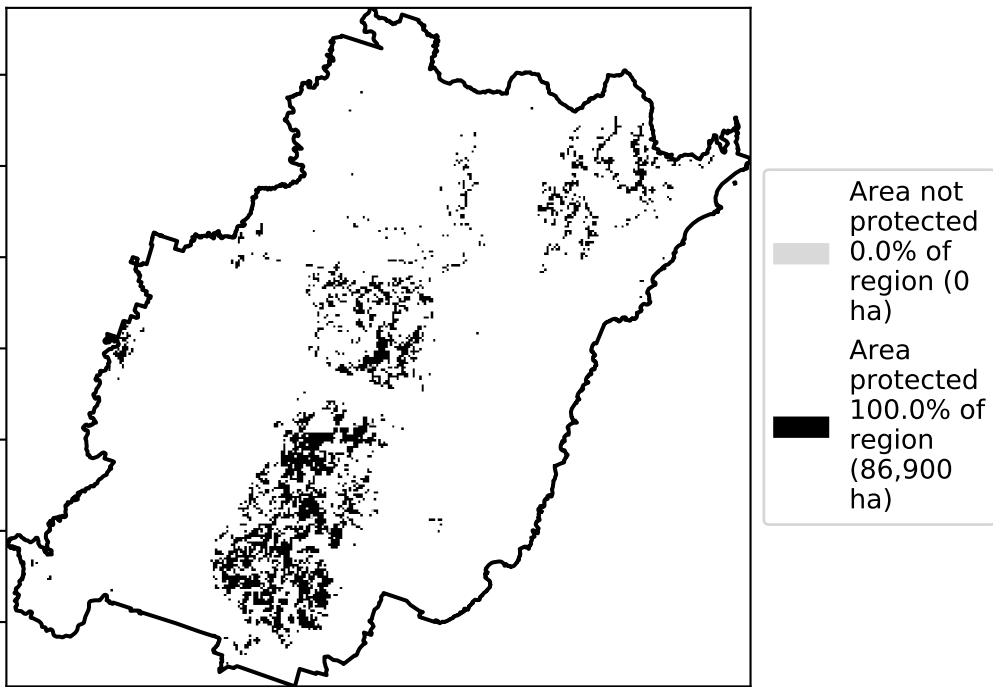 Area not
protected
0.0% of
region (0
ha)
Area
protected
100.0% of
region
(86,900
ha)